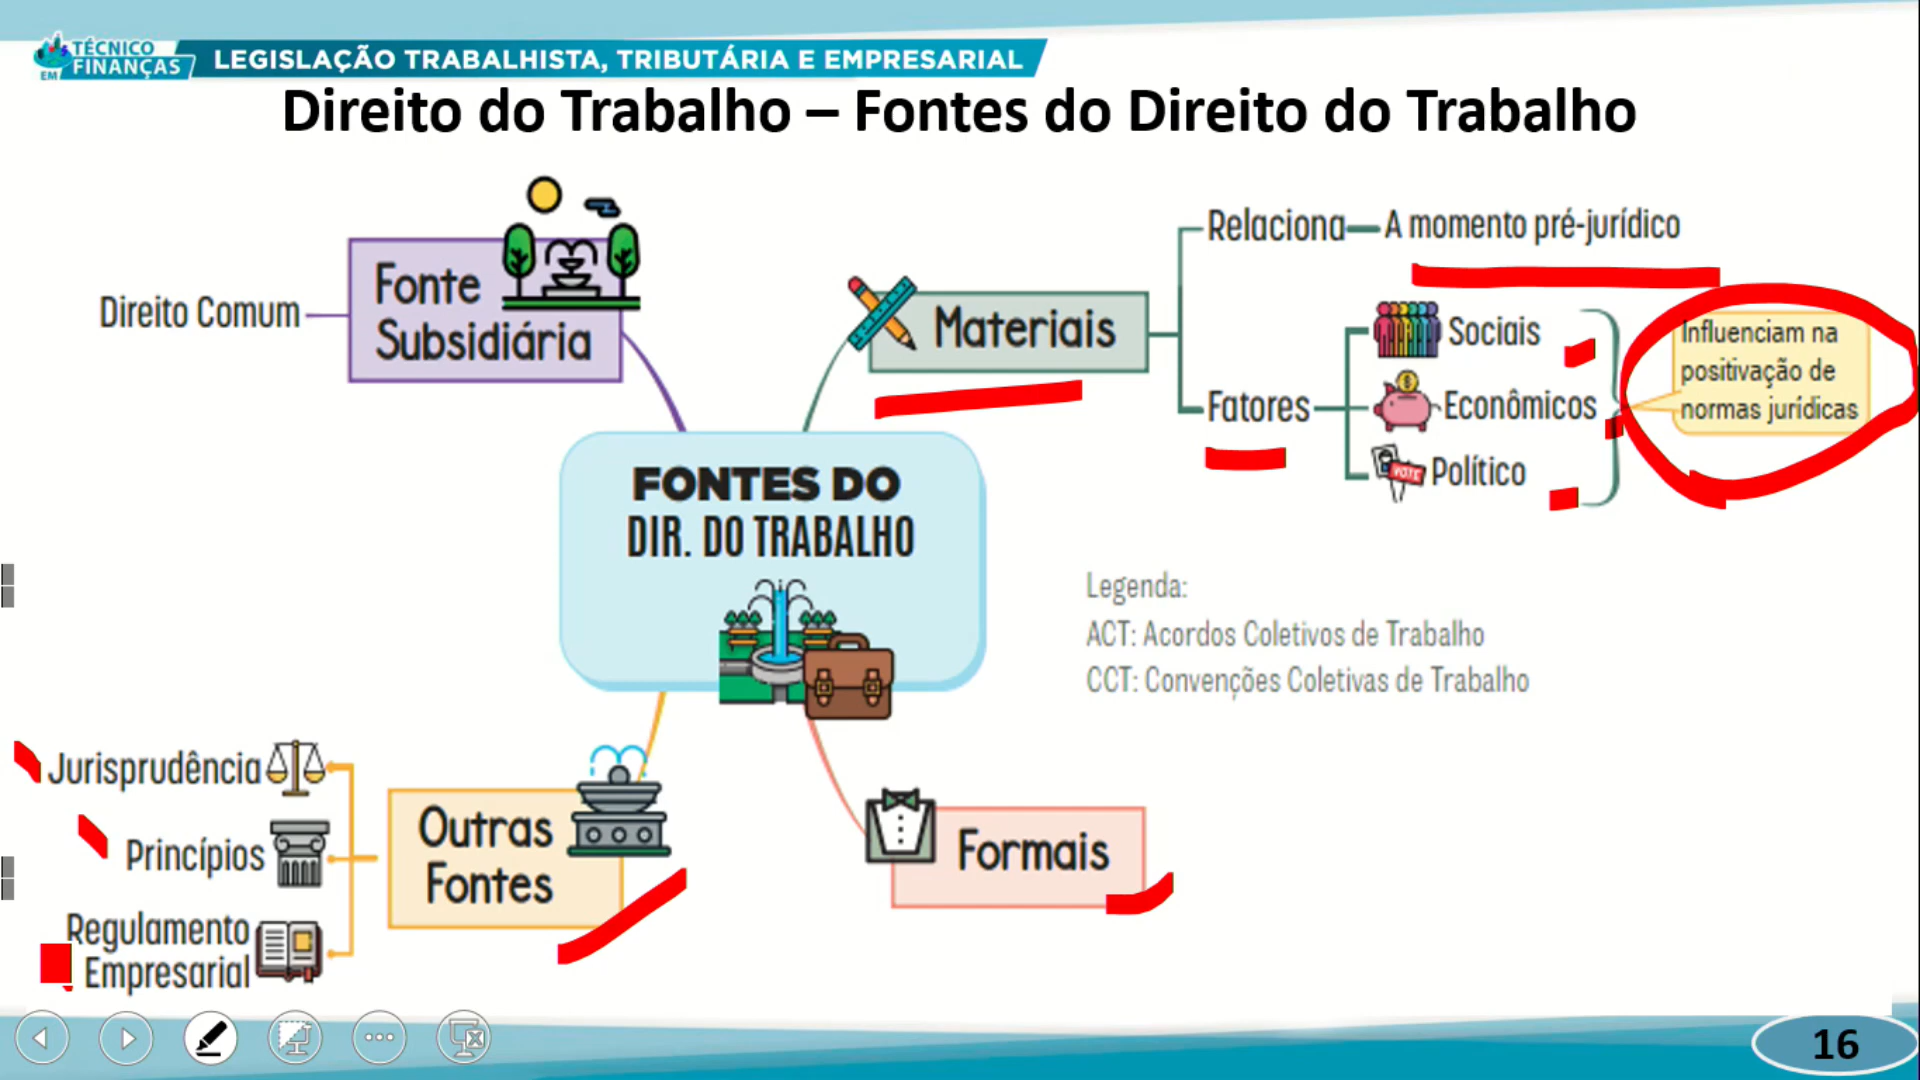 TÉCNICO
EM FINANÇAS
LEGISLAÇÃO TRABALHISTA, TRIBUTÁRIA E EMPRESARIAL
Direito do Trabalho – Fontes do Direito do Trabalho
Direito Comum
Fonte
Subsidiária
Materiais
Relaciona
A momento pré-jurídico
Fatores
Sociais
Econômicos
VOTE
Político
Influenciam na
positivação de
normas jurídicas
FONTES DO
DIR. DO TRABALHO
Legenda:
ACT: Acordos Coletivos de Trabalho
CCT: Convenções Coletivas de Trabalho
Jurisprudência
Princípios
Regulamento
Empresarial
Outras
Fontes
Formais
16